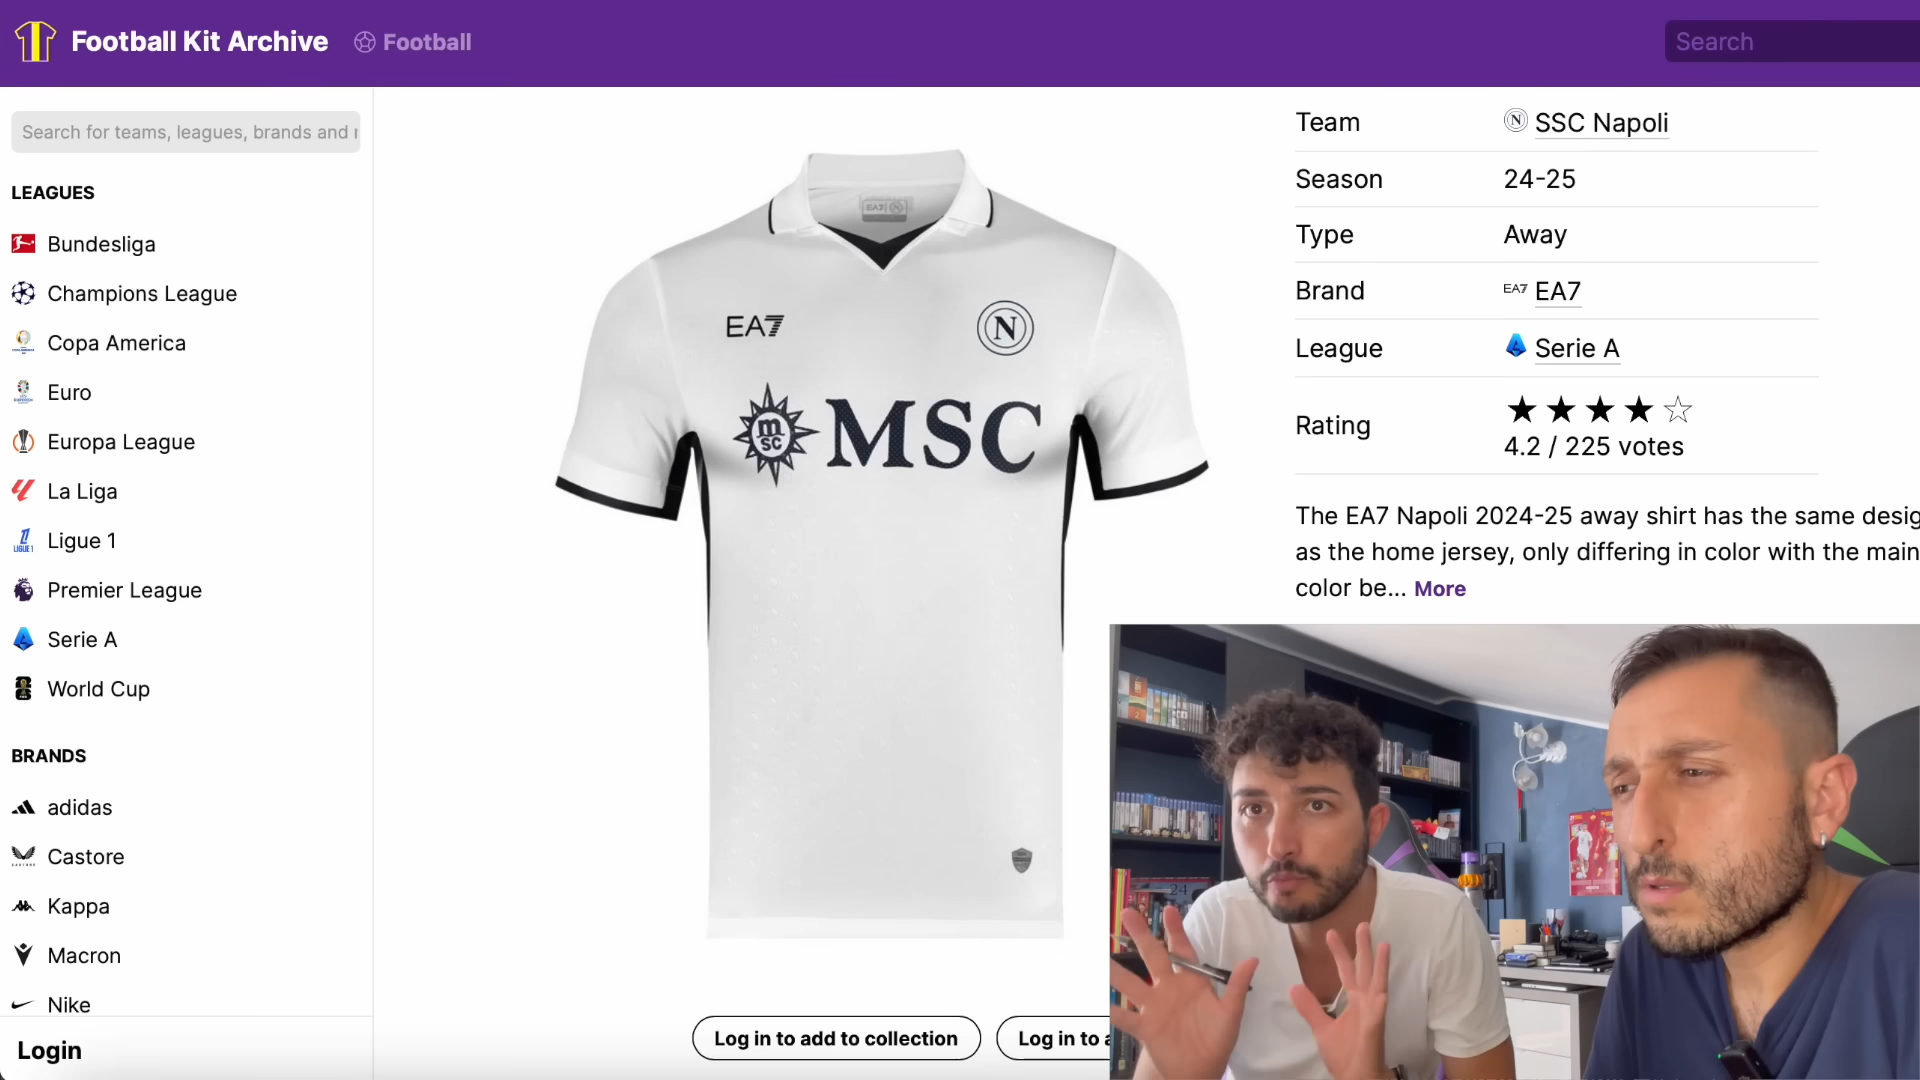 Football Kit Archive
Football
Search
Search for teams, leagues, brands and
LEAGUES
Bundesliga
Champions League
Copa America
Euro
Europa League
La Liga
Ligue 1
Premier League
Serie A
World Cup
BRANDS
adidas
Castore
Kappa
Macron
Nike
Login
EA7
N
EA7
N
m
SC
MSC
Log in to add to collection
Log in to a
Team
N
SSC Napoli
Season
24-25
Type
Away
Brand
EA7
EA7
League
Serie A
Rating
4.2 / 225 votes
The EA7 Napoli 2024-25 away shirt has the same desig
as the home jersey, only differing in color with the main
color be... More
24